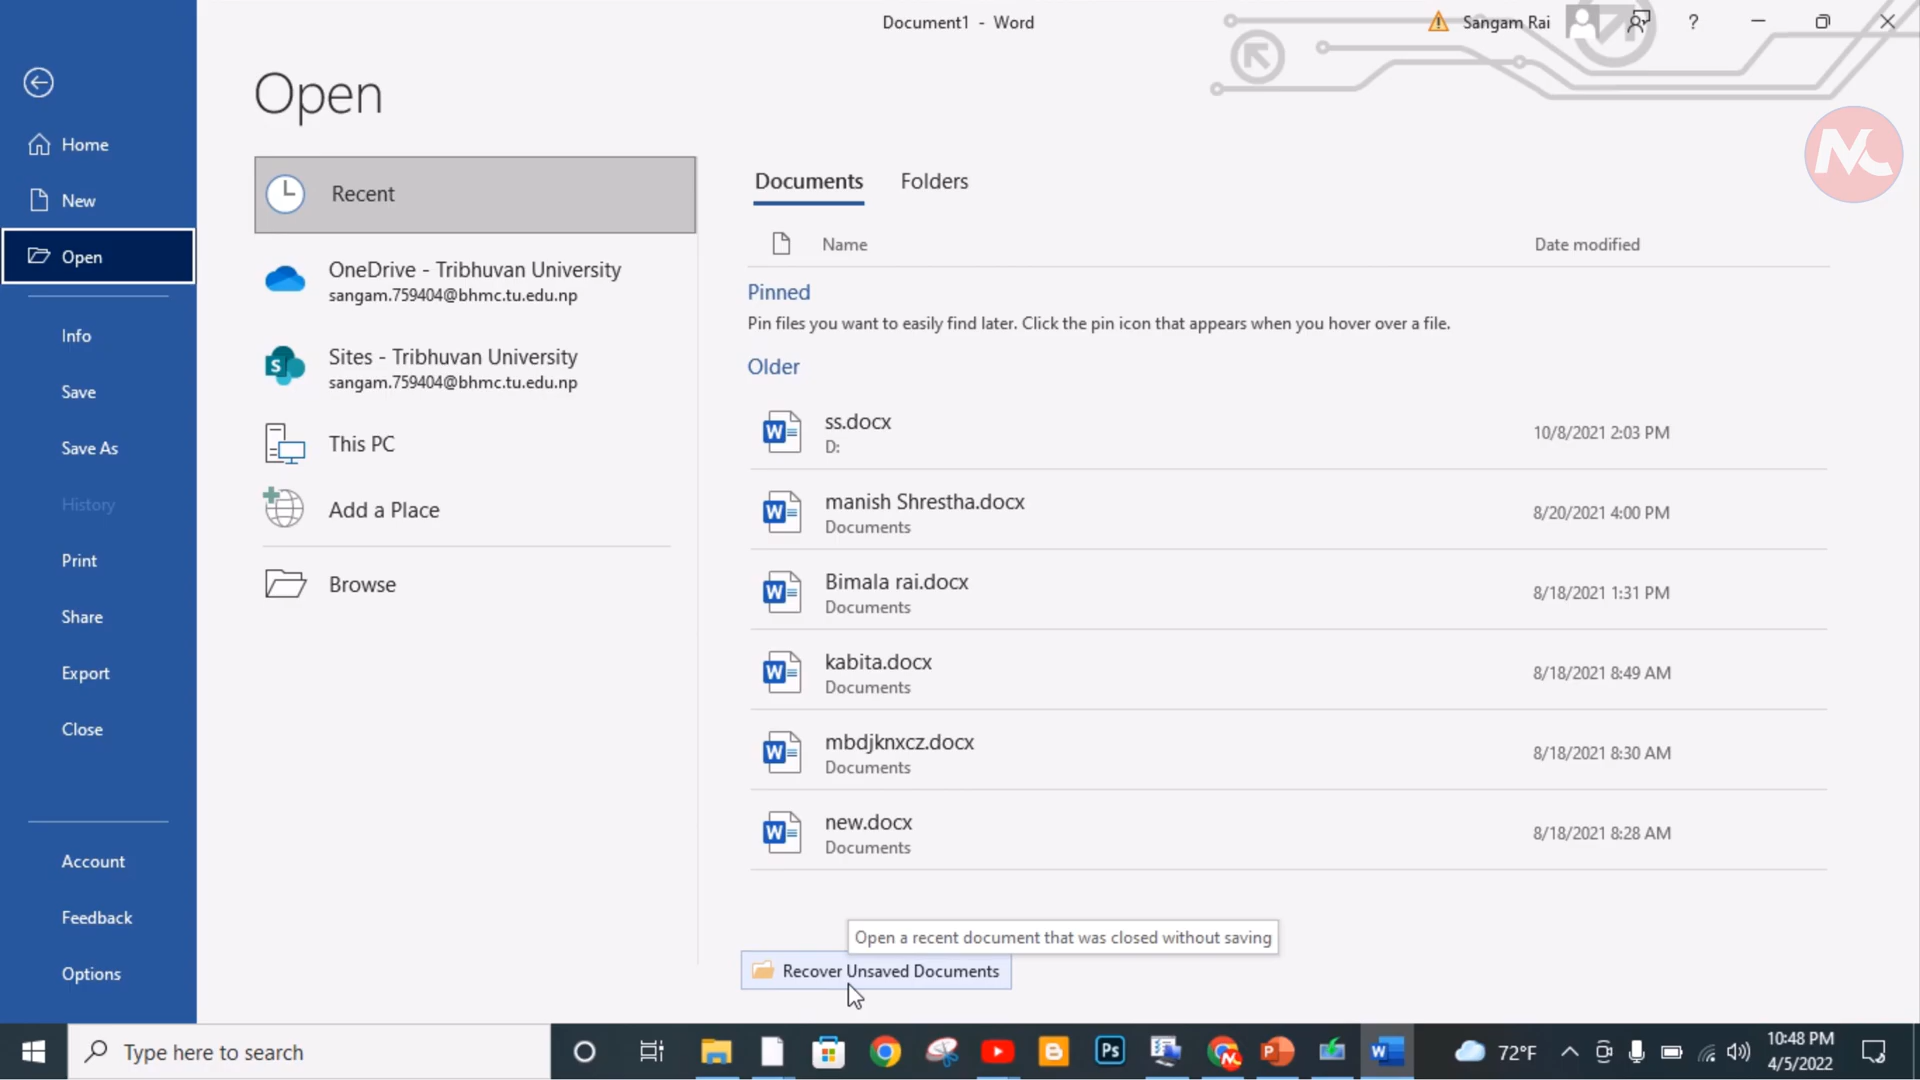 Document1 - Word
Sangam Rai
?
Open
Home
New
Open
Info
Save
Save As
History
Print
Share
Export
Close
Account
Feedback
Options
Recent
OneDrive - Tribhuvan University
sangam.759404@bhmc.tu.edu.np
Sites - Tribhuvan University
sangam.759404@bhmc.tu.edu.np
This PC
Add a Place
Browse
Documents Folders
Name Date modified
Pinned
Pin files you want to easily find later. Click the pin icon that appears when you hover over a file.
Older
ss.docx
D:
10/8/2021 2:03 PM
manish Shrestha.docx
Documents
8/20/2021 4:00 PM
Bimala rai.docx
Documents
8/18/2021 1:31 PM
kabita.docx
Documents
8/18/2021 8:49 AM
mbdjknxcz.docx
Documents
8/18/2021 8:30 AM
new.docx
Documents
8/18/2021 8:28 AM
Open a recent document that was closed without saving
Recover Unsaved Documents
Type here to search
72°F
10:48 PM
4/5/2022